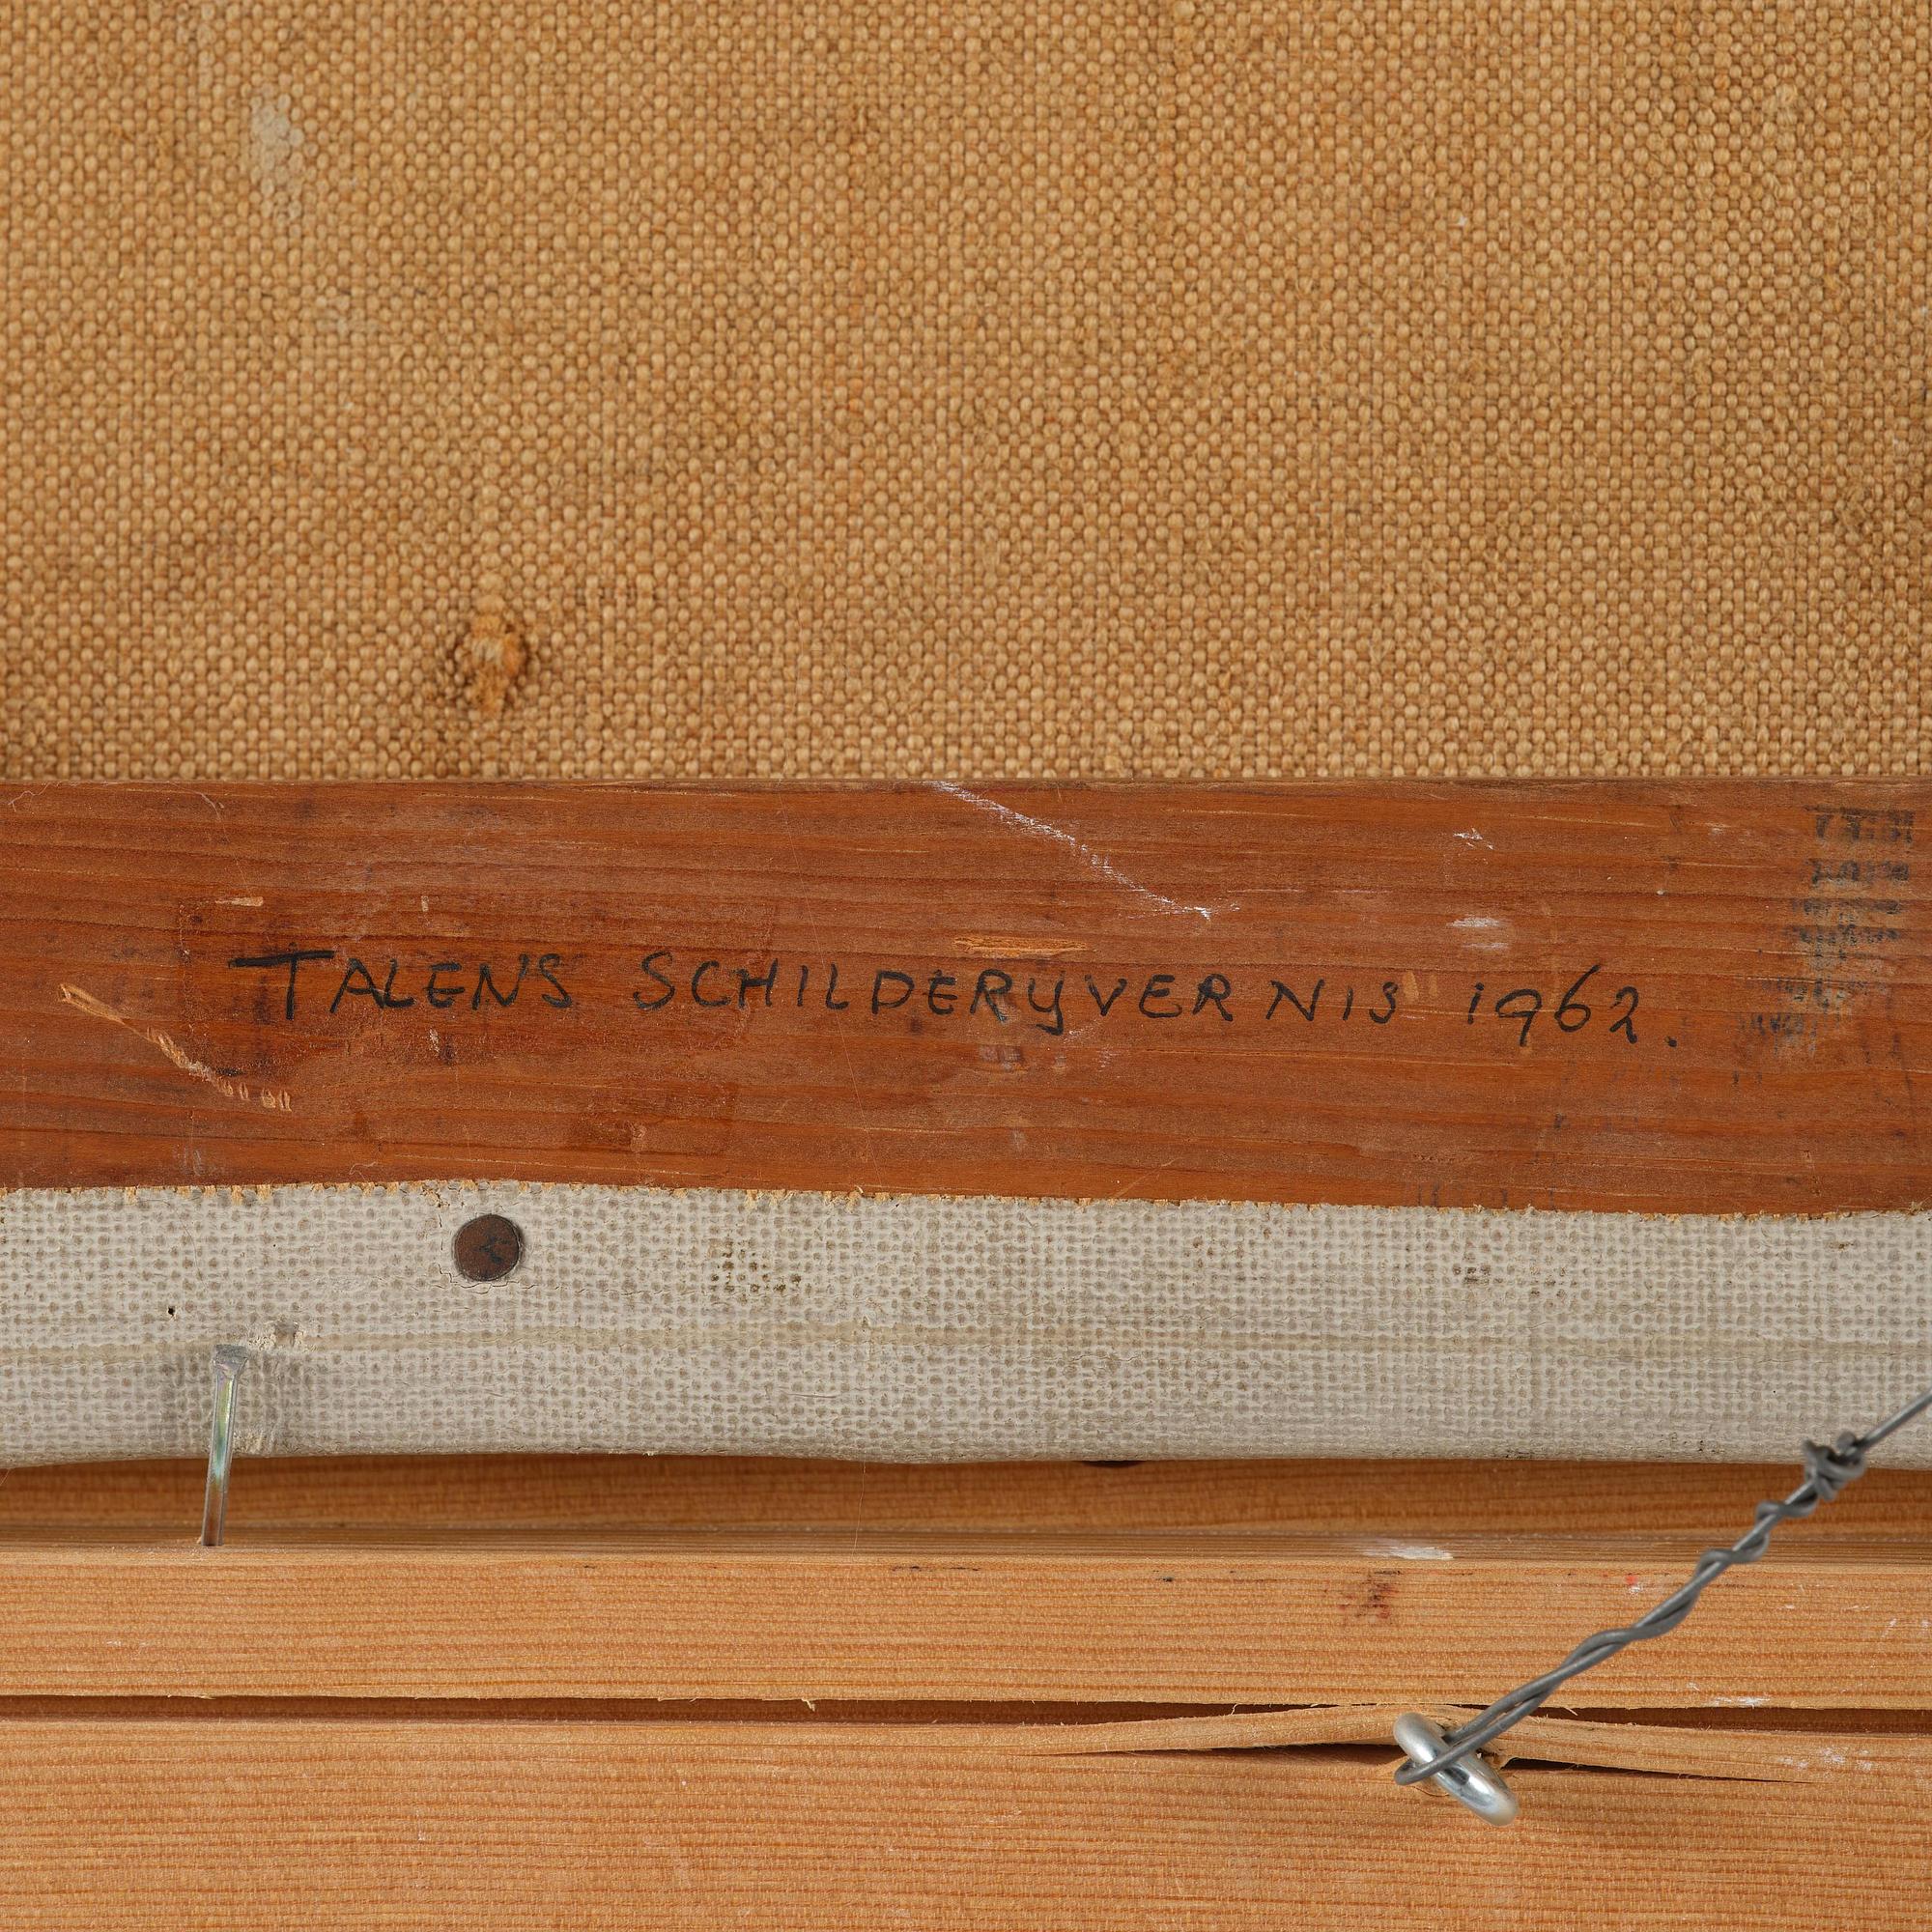 TALENS SCHILDERYVERNIS 1962.